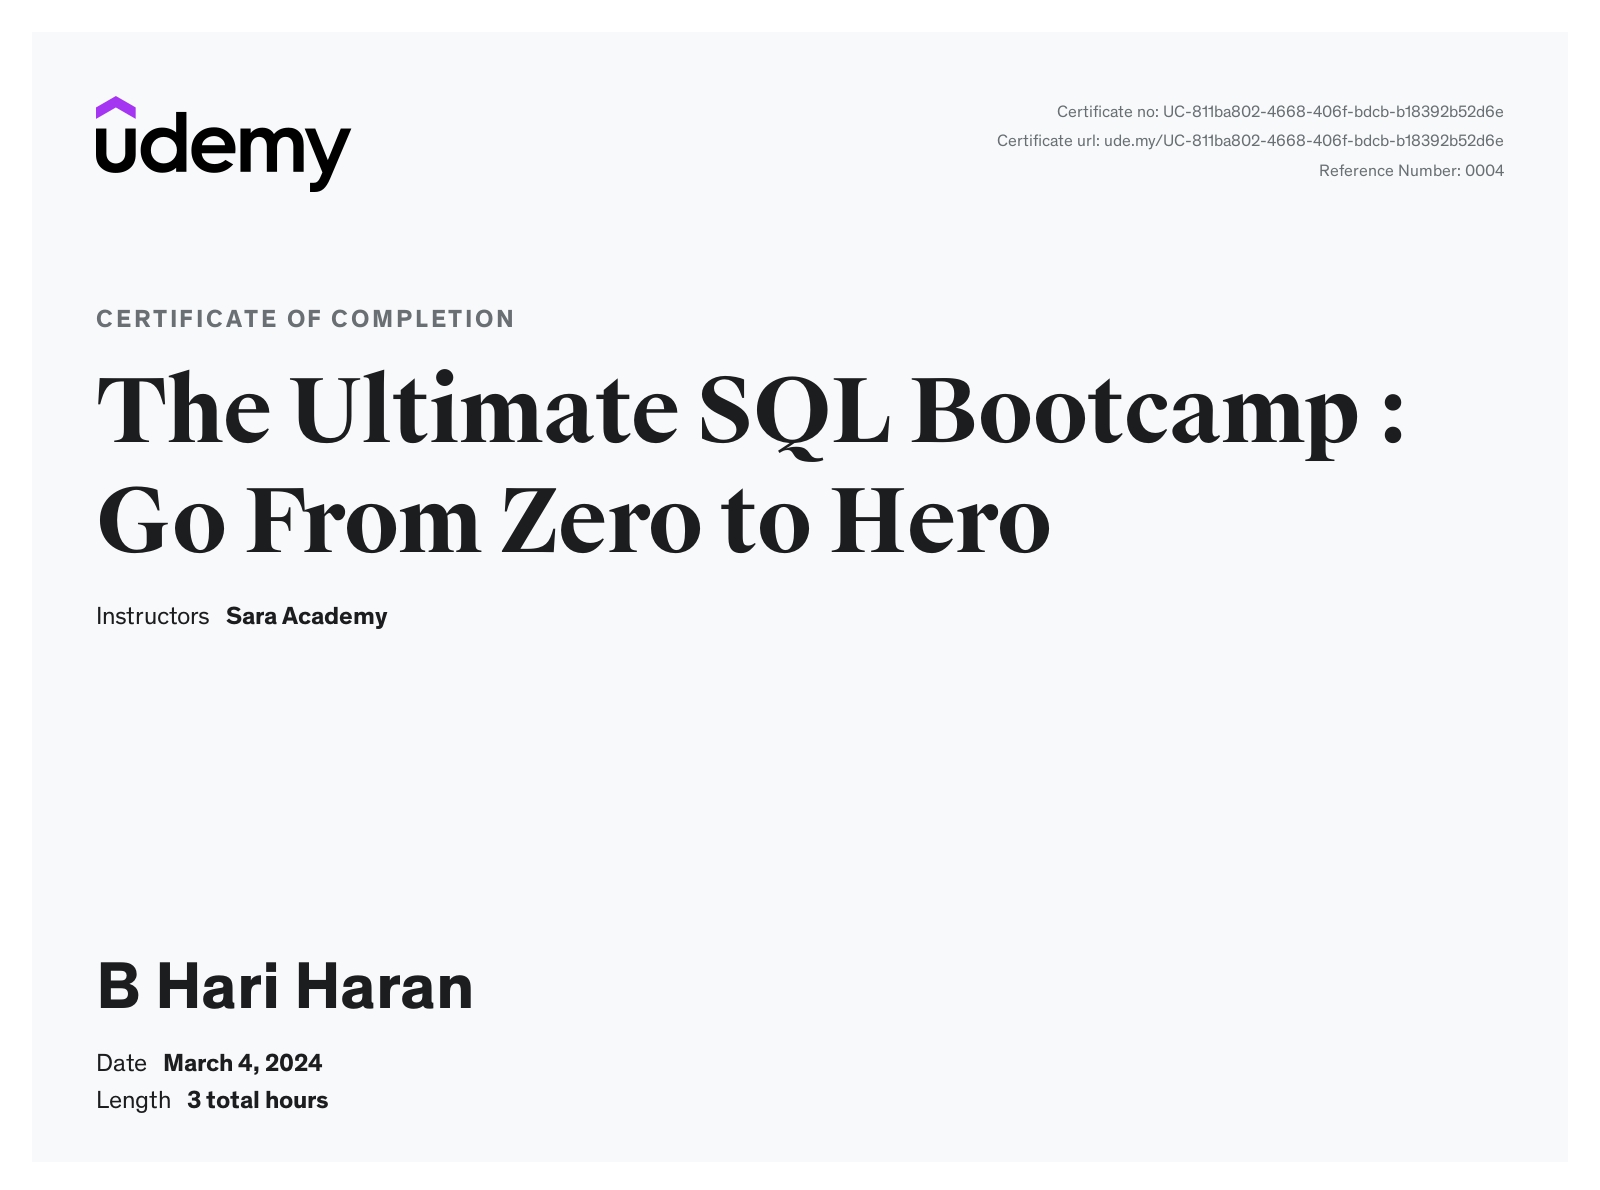 udemy
Certificate no: UC-811ba802-4668-406f-bdcb-b18392b52d6e
Certificate url: ude.my/UC-811ba802-4668-406f-bdcb-b18392b52d6e
Reference Number: 0004
CERTIFICATE OF COMPLETION
The Ultimate SQL Bootcamp :
Go From Zero to Hero
Instructors Sara Academy
B Hari Haran
Date March 4, 2024
Length 3 total hours